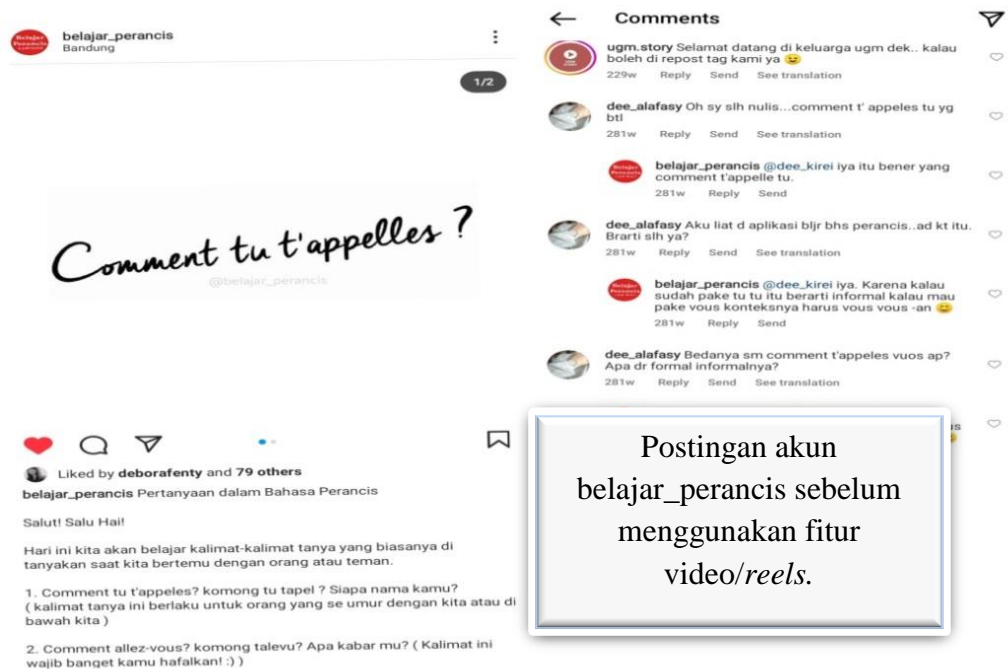 belajar_perancis
Bandung
1/2
Comment tu t'appelles ?
@belajar_perancis
Liked by deborafenty and 79 others
belajar_perancis Pertanyaan dalam Bahasa Perancis
Salut! Salu Hai!
Hari ini kita akan belajar kalimat-kalimat tanya yang biasanya di
tanyakan saat kita bertemu dengan orang atau teman.
1. Comment tu t'appeles? komong tu tapel ? Siapa nama kamu?
( kalimat tanya ini berlaku untuk orang yang se umur dengan kita atau di
bawah kita )
2. Comment allez-vous? komong talevu? Apa kabar mu? ( Kalimat ini
wajib banget kamu hafalkan! :) )
Comments
ugm.story Selamat datang di keluarga ugm dek.. kalau
boleh di repost tag kami ya 😉
229w Reply Send See translation
dee_alafasy Oh sy slh nulis...comment t' appeles tu yg
btl
281w Reply Send See translation
belajar_perancis @dee_kirei iya itu bener yang
comment t'appelle tu.
281w Reply Send
dee_alafasy Aku liat d aplikasi bljr bhs perancis..ad kt itu.
Brarti slh ya?
281w Reply Send See translation
belajar_perancis @dee_kirei iya. Karena kalau
sudah pake tu tu itu berarti informal kalau mau
pake vous konteksnya harus vous vous -an 😄
281w Reply Send
dee_alafasy Bedanya sm comment t'appeles vuos ap?
Apa dr formal informalnya?
281w Reply Send See translation
Postingan akun
belajar_perancis sebelum
menggunakan fitur
video/reels.